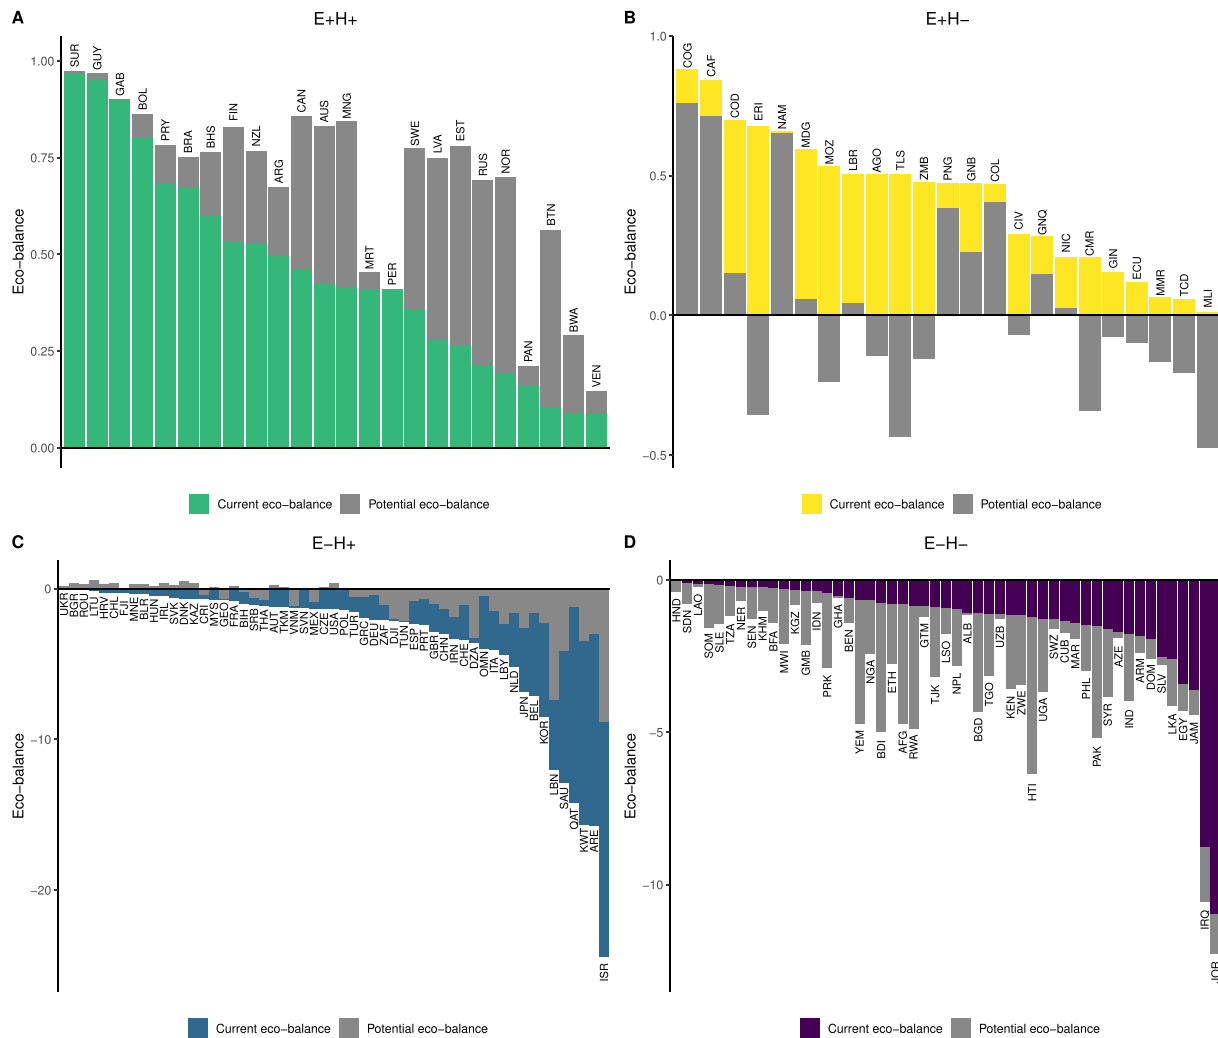 A
E+H+
Eco−balance
1.00
0.75
0.50
0.25
0.00
SUR
GUY
GAB
BOL
PRY
BRA
BHS
FIN
NZL
ARG
CAN
AUS
MNG
MRT
PER
SWE
LVA
EST
RUS
NOR
PAN
BTN
BWA
VEN
Current eco−balance
Potential eco−balance
B
E+H−
Eco−balance
1.0
0.5
0.0
−0.5
COG
CAF
COD
ERI
NAM
MDG
MOZ
LBR
AGO
TLS
ZMB
PNG
GNB
COL
CIV
GNQ
NIC
CMR
GIN
ECU
MMR
TCD
MLI
Current eco−balance
Potential eco−balance
C
E−H+
Eco−balance
0
−10
−20
UKR
BGR
ROU
LTU
HRV
CHL
FJI
MNE
BLR
HUN
IRL
SVK
DNK
KAZ
CRI
MYS
GEO
FRA
BIH
SRB
THA
AUT
TKM
VNM
SVN
MEX
CZE
USA
POL
TUR
GRC
DEU
ZAF
DJI
TUN
ESP
PRT
GBR
CHN
IRN
CHE
DZA
OMN
ITA
LBY
NLD
JPN
BEL
KOR
LBN
SAU
QAT
KWT
ARE
ISR
Current eco−balance
Potential eco−balance
D
E−H−
Eco−balance
0
−5
−10
HND
SDN
LAO
SOM
SLE
TZA
NER
SEN
KHM
BFA
MWI
KGZ
GMB
IDN
PRK
GHA
BEN
YEM
NGA
BDI
ETH
AFG
RWA
GTM
TJK
LSO
NPL
ALB
BGD
TGO
UZB
KEN
ZWE
HTI
UGA
SWZ
CUB
MAR
PHL
PAK
SYR
AZE
IND
ARM
DOM
SLV
LKA
EGY
JAM
IRQ
JOR
Current eco−balance
Potential eco−balance